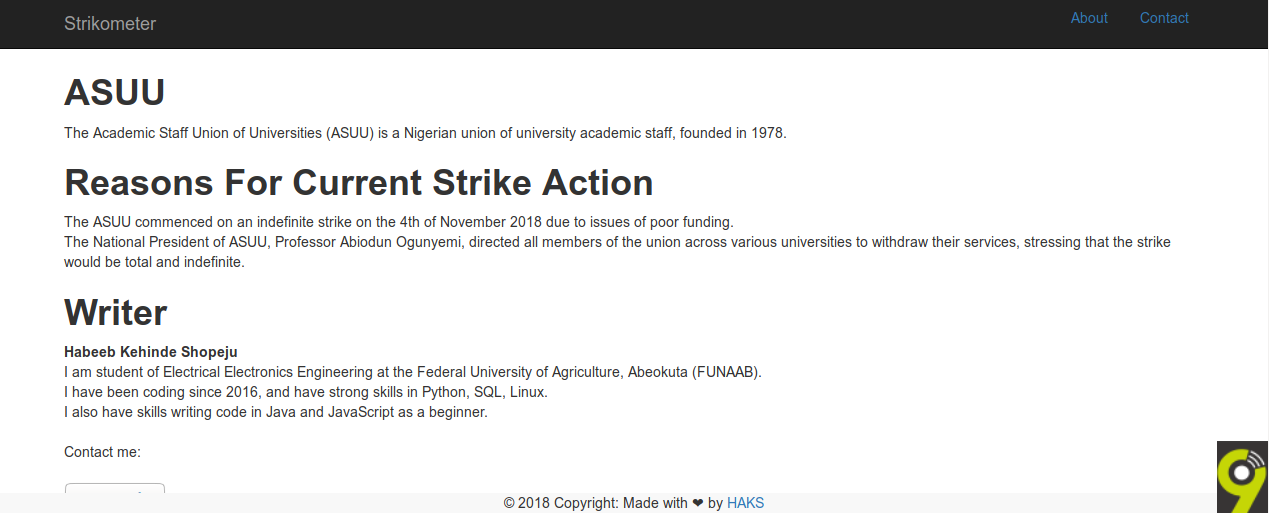 Strikometer
About
Contact
ASUU
The Academic Staff Union of Universities (ASUU) is a Nigerian union of university academic staff, founded in 1978.
Reasons For Current Strike Action
The ASUU commenced on an indefinite strike on the 4th of November 2018 due to issues of poor funding.
The National President of ASUU, Professor Abiodun Ogunyemi, directed all members of the union across various universities to withdraw their services, stressing that the strike
would be total and indefinite.
Writer
Habeeb Kehinde Shopeju
I am student of Electrical Electronics Engineering at the Federal University of Agriculture, Abeokuta (FUNAAB).
I have been coding since 2016, and have strong skills in Python, SQL, Linux.
I also have skills writing code in Java and JavaScript as a beginner.
Contact me:
© 2018 Copyright: Made with ❤ by HAKS
9